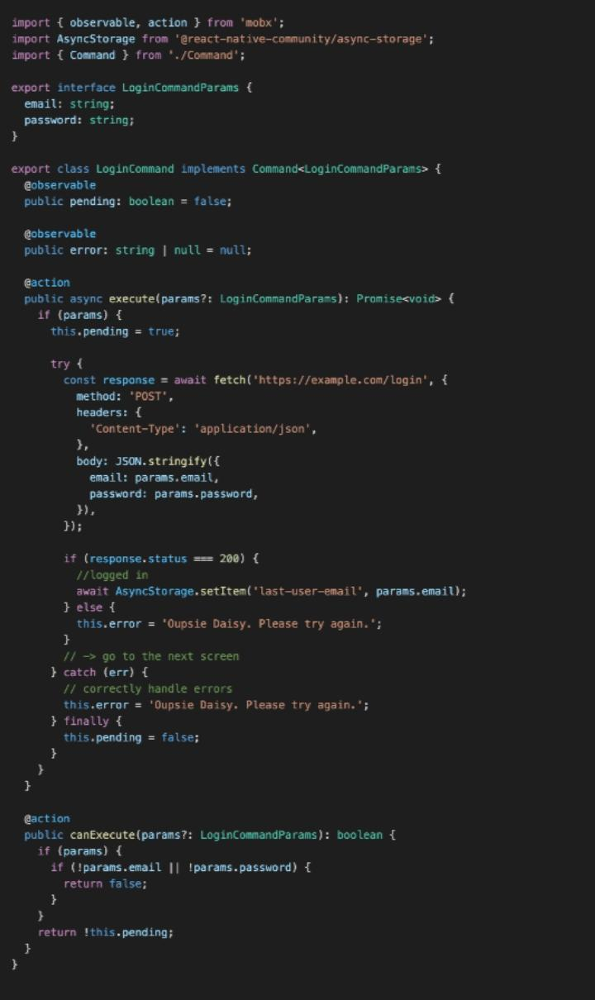 import { observable, action } from 'mobx';
import AsyncStorage from '@react-native-community/async-storage';
import { Command } from './Command';

export interface LoginCommandParams {
  email: string;
  password: string;
}

export class LoginCommand implements Command<LoginCommandParams> {
  @observable
  public pending: boolean = false;

  @observable
  public error: string | null = null;

  @action
  public async execute(params?: LoginCommandParams): Promise<void> {
    if (params) {
      this.pending = true;

      try {
        const response = await fetch('https://example.com/login', {
          method: 'POST',
          headers: {
            'Content-Type': 'application/json',
          },
          body: JSON.stringify({
            email: params.email,
            password: params.password,
          }),
        });

        if (response.status === 200) {
          //logged in
          await AsyncStorage.setItem('last-user-email', params.email);
        } else {
          this.error = 'Oupsie Daisy. Please try again.';
        }
        // -> go to the next screen
      } catch (err) {
        // correctly handle errors
        this.error = 'Oupsie Daisy. Please try again.';
      } finally {
        this.pending = false;
      }
    }
  }

  @action
  public canExecute(params?: LoginCommandParams): boolean {
    if (params) {
      if (!params.email || !params.password) {
        return false;
      }
    }
    return !this.pending;
  }
}